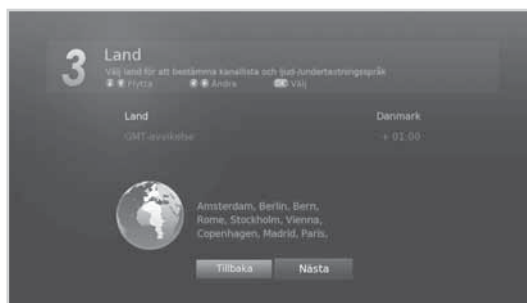 3
Land
Välj land för att bestämma kanallista och ljud-/undertextningsspråk
Flytta Ändra OK Välj
Land Danmark
GMT-avvikelse + 01:00
Amsterdam, Berlin, Bern,
Rome, Stockholm, Vienna,
Copenhagen, Madrid, Paris,
Tillbaka Nästa